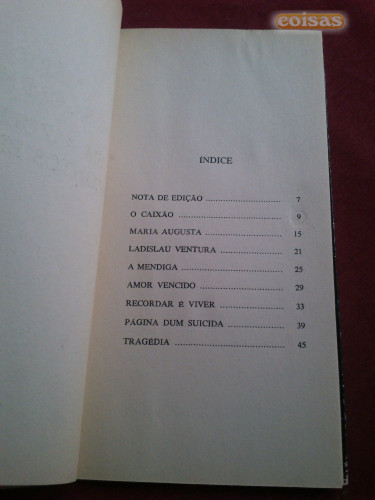 coisas
ÍNDICE
NOTA DE EDIÇÃO ........................ 7
O CAIXÃO ................................ 9
MARIA AUGUSTA ........................ 15
LADISLAU VENTURA .................... 21
A MENDIGA ............................. 25
AMOR VENCIDO ......................... 29
RECORDAR É VIVER .................... 33
PÁGINA DUM SUICIDA ................. 39
TRAGÉDIA ............................... 45